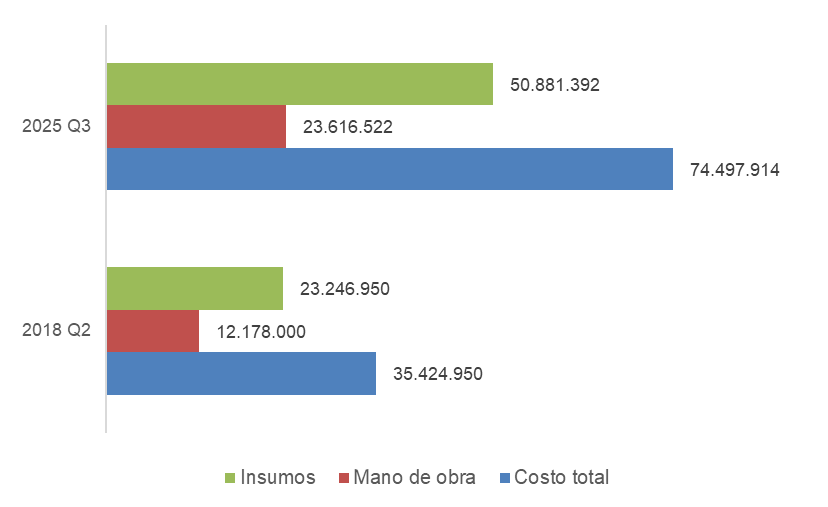 50.881.392
2025 Q3
23.616.522
74.497.914
23.246.950
2018 Q2
12.178.000
35.424.950
Insumos Mano de obra Costo total